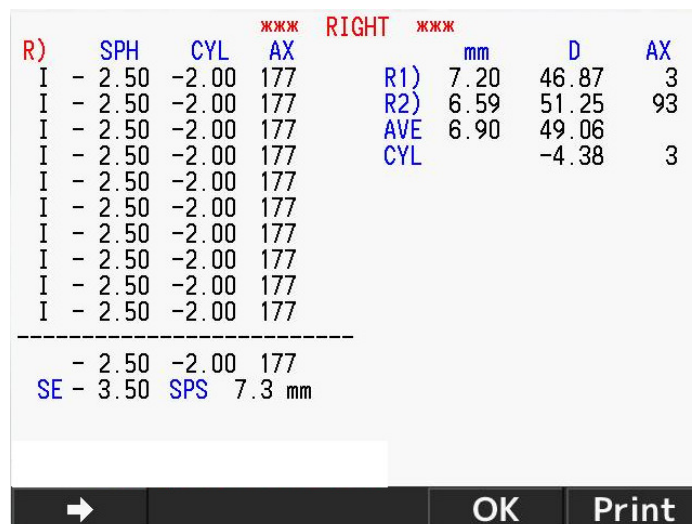 *** RIGHT ***
R) SPH CYL AX mm D AX
I - 2.50 -2.00 177 R1) 7.20 46.87 3
I - 2.50 -2.00 177 R2) 6.59 51.25 93
I - 2.50 -2.00 177 AVE 6.90 49.06
I - 2.50 -2.00 177 CYL -4.38 3
I - 2.50 -2.00 177
I - 2.50 -2.00 177
I - 2.50 -2.00 177
I - 2.50 -2.00 177
I - 2.50 -2.00 177
I - 2.50 -2.00 177
---------------------------
- 2.50 -2.00 177
SE - 3.50 SPS 7.3 mm
➡ OK Print